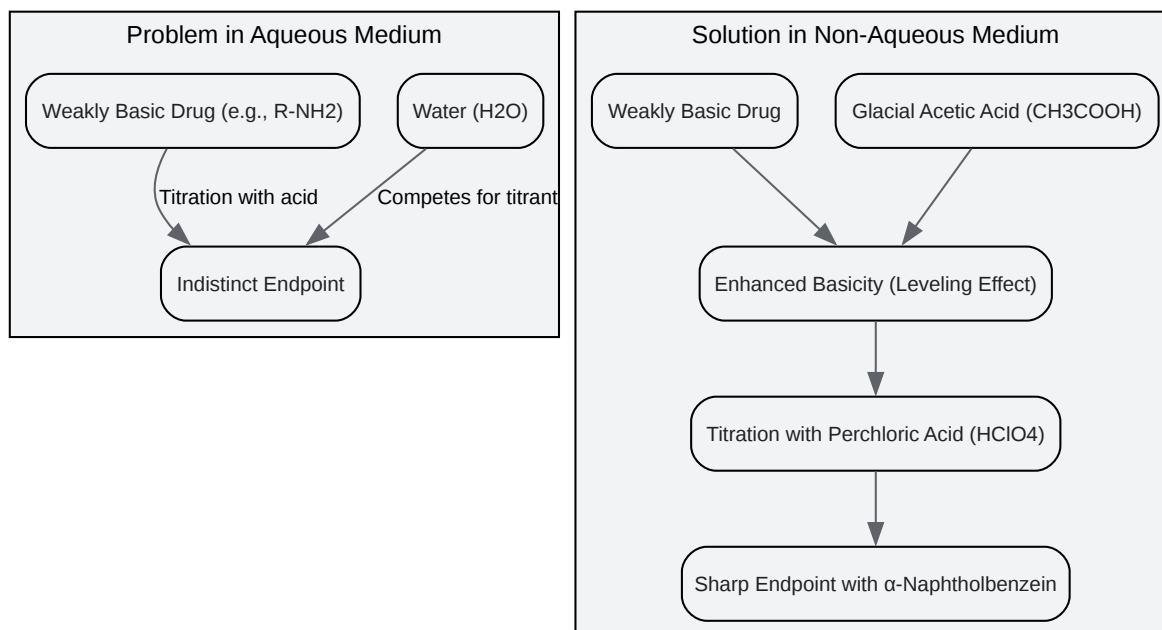 Problem in Aqueous Medium
Weakly Basic Drug (e.g., R-NH2)
Water (H2O)
Titration with acid
Competes for titrant
Indistinct Endpoint
Solution in Non-Aqueous Medium
Weakly Basic Drug
Glacial Acetic Acid (CH3COOH)
Enhanced Basicity (Leveling Effect)
Titration with Perchloric Acid (HClO4)
Sharp Endpoint with α-Naphtholbenzein